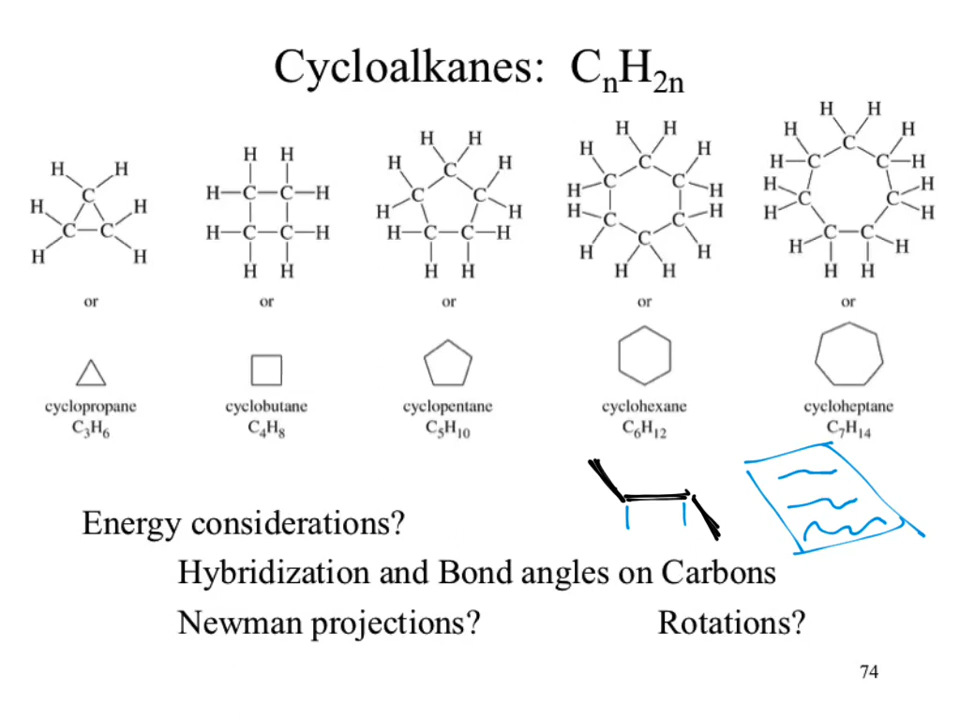 Cycloalkanes: CₙH₂ₙ
H H H H H H
C
C C
H H H H
C C
C C
H H H H
H H H H
C
C C
C C
H H H H H H
H H H H
C
C C
C C
C
H H H H H H H H
H H H H
C
C C
C C
C C
H H H H H H H H H H
or or or or or
cyclopropane cyclobutane cyclopentane cyclohexane cycloheptane
C₃H₆ C₄H₈ C₅H₁₀ C₆H₁₂ C₇H₁₄
Energy considerations?
Hybridization and Bond angles on Carbons
Newman projections? Rotations?
74